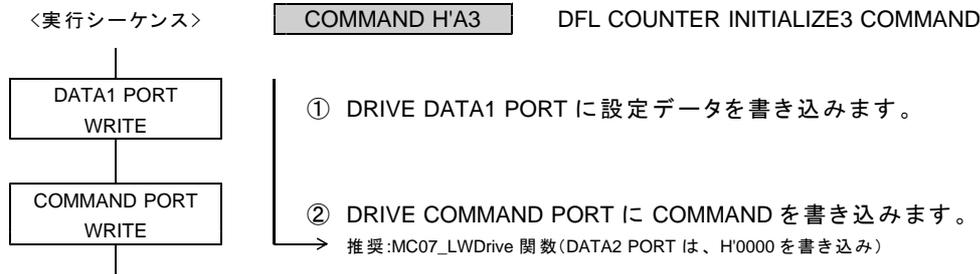 <実行シーケンス> COMMAND H'A3 DFL COUNTER INITIALIZE3 COMMAND
DATA1 PORT
WRITE
① DRIVE DATA1 PORT に設定データを書き込みます。
COMMAND PORT
WRITE
② DRIVE COMMAND PORT に COMMAND を書き込みます。
推奨:MC07_LWDrive 関数(DATA2 PORT は、H'0000 を書き込み)